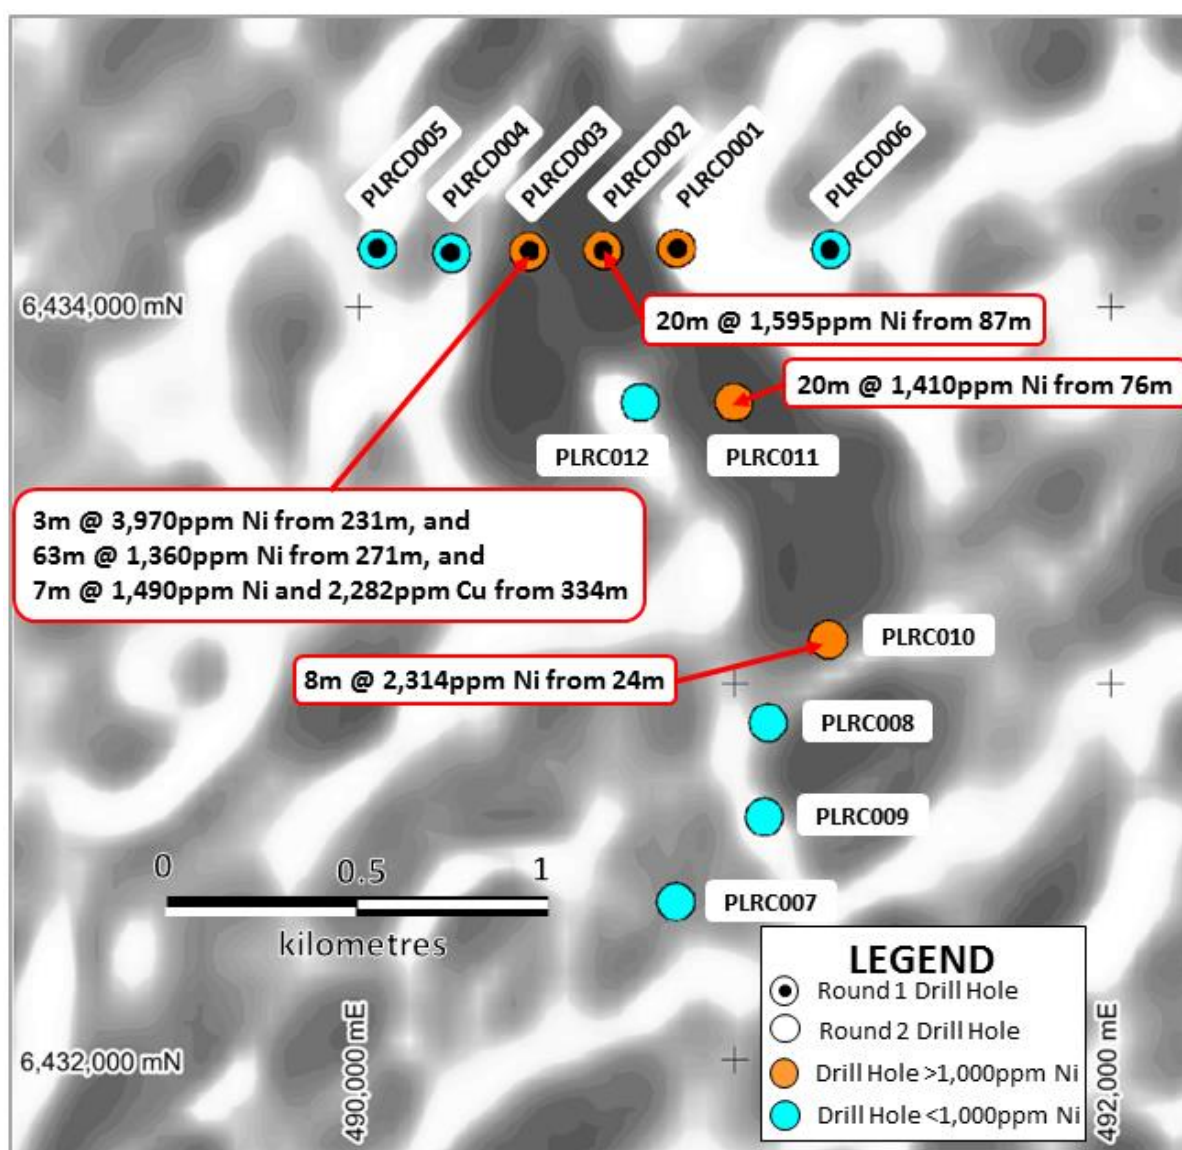 PLRCD005
PLRCD004
PLRCD003
PLRCD002
PLRCD001
PLRCD006
6,434,000 mN
20m @ 1,595ppm Ni from 87m
20m @ 1,410ppm Ni from 76m
PLRC012
PLRC011
3m @ 3,970ppm Ni from 231m, and
63m @ 1,360ppm Ni from 271m, and
7m @ 1,490ppm Ni and 2,282ppm Cu from 334m
PLRC010
8m @ 2,314ppm Ni from 24m
PLRC008
PLRC009
0 0.5 1
kilometres
PLRC007
LEGEND
Round 1 Drill Hole
Round 2 Drill Hole
Drill Hole >1,000ppm Ni
Drill Hole <1,000ppm Ni
6,432,000 mN
490,000 mE
492,000 mE